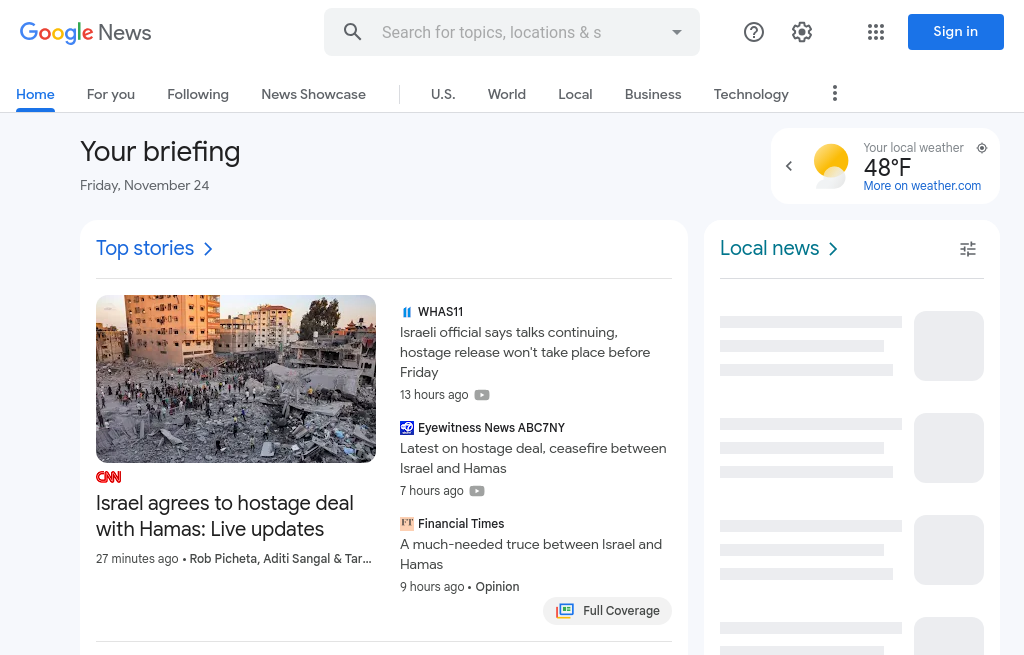 Google News
Search for topics, locations & s
Sign in
Home
For you
Following
News Showcase
U.S.
World
Local
Business
Technology
Your briefing
Friday, November 24
Your local weather
48°F
More on weather.com
Top stories
CNN
Israel agrees to hostage deal
with Hamas: Live updates
27 minutes ago • Rob Picheta, Aditi Sangal & Tar…
WHAS11
Israeli official says talks continuing,
hostage release won't take place before
Friday
13 hours ago
Eyewitness News ABC7NY
Latest on hostage deal, ceasefire between
Israel and Hamas
7 hours ago
FT Financial Times
A much-needed truce between Israel and
Hamas
9 hours ago • Opinion
Full Coverage
Local news